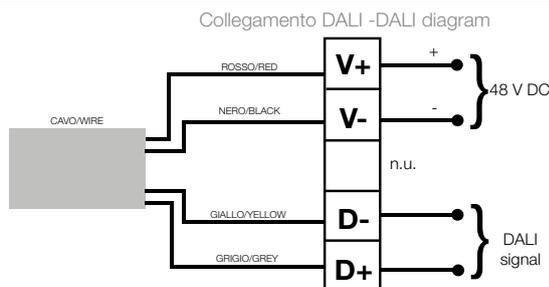 Collegamento DALI -DALI diagram
ROSSO/RED
V+
+
48 V DC
NERO/BLACK
V-
-
CAVO/WIRE
n.u.
GIALLO/YELLOW
D-
DALI
signal
GRIGIO/GREY
D+